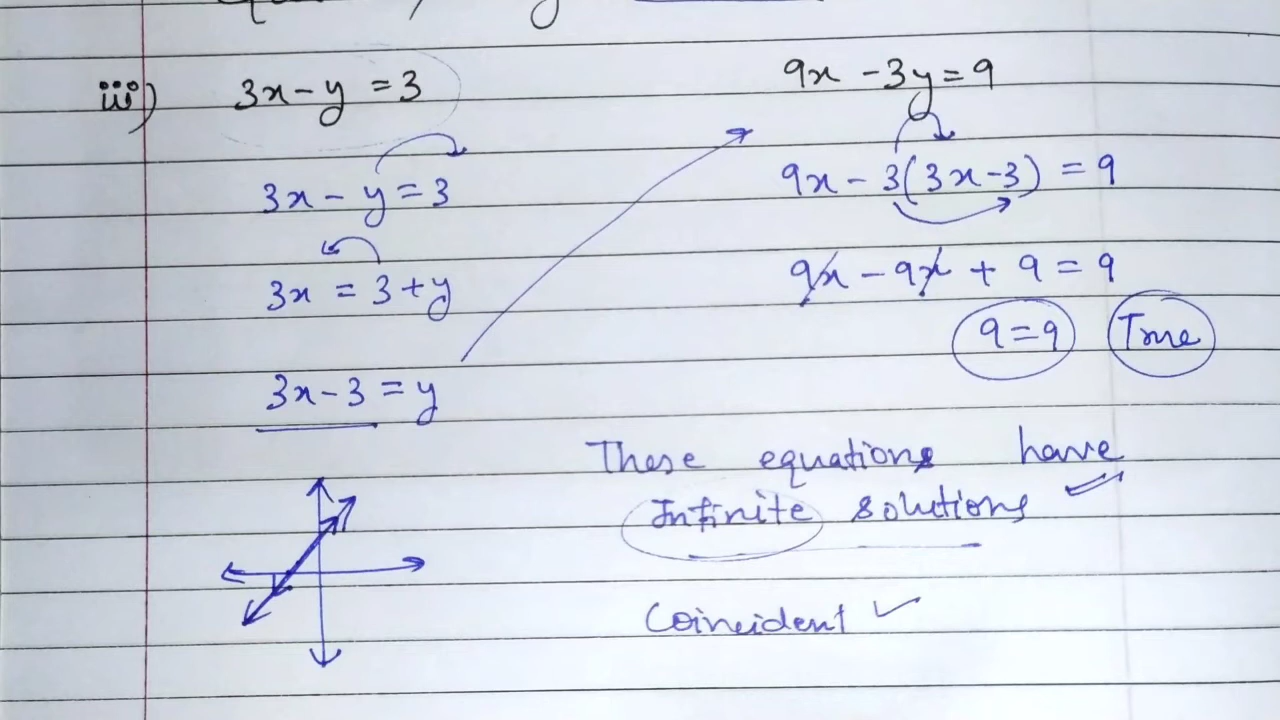 iii) 3x - y = 3
3x - y = 3
3x = 3 + y
3x - 3 = y
9x - 3y = 9
9x - 3(3x - 3) = 9
9x - 9x + 9 = 9
9 = 9 True
These equations have
Infinite solutions
Coincident